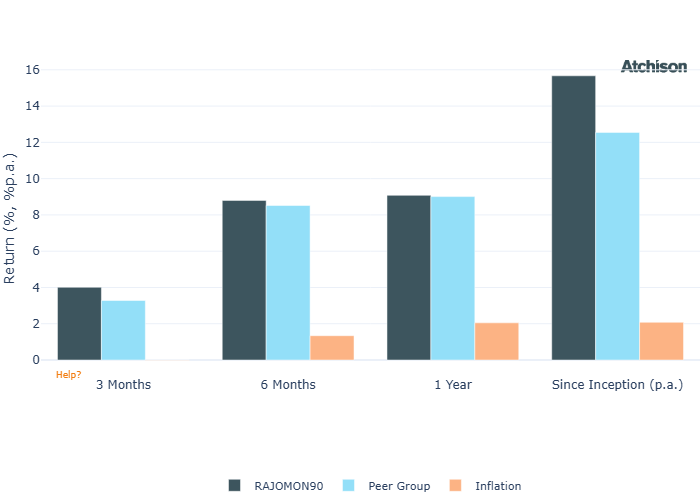 Atchison
Return (%, %p.a.)
16
14
12
10
8
6
4
2
0
Help?
3 Months 6 Months 1 Year Since Inception (p.a.)
RAJOMON90 Peer Group Inflation